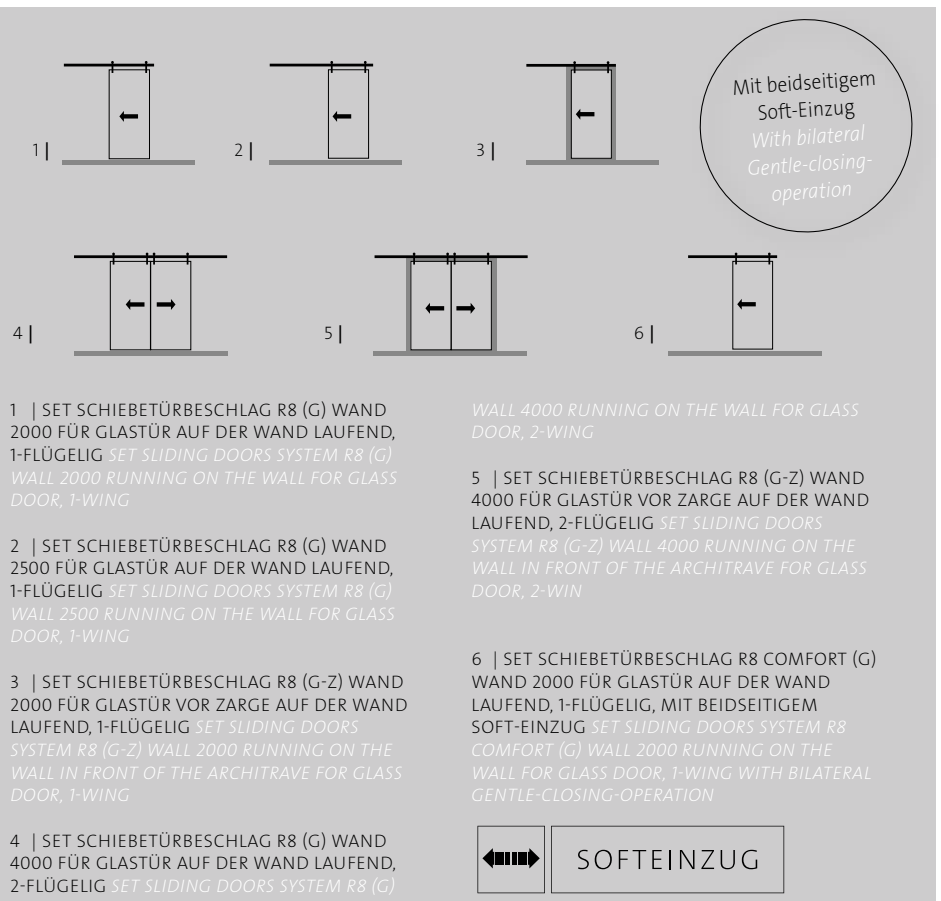 1 |
2 |
3 |
Mit beidseitigem
Soft-Einzug
With bilateral
Gentle-closing-
operation
4 |
5 |
6 |
1 | SET SCHIEBETÜRBESCHLAG R8 (G) WAND
2000 FÜR GLASTÜR AUF DER WAND LAUFEND,
1-FLÜGELIG SET SLIDING DOORS SYSTEM R8 (G)
WALL 2000 RUNNING ON THE WALL FOR GLASS
DOOR, 1-WING
2 | SET SCHIEBETÜRBESCHLAG R8 (G) WAND
2500 FÜR GLASTÜR AUF DER WAND LAUFEND,
1-FLÜGELIG SET SLIDING DOORS SYSTEM R8 (G)
WALL 2500 RUNNING ON THE WALL FOR GLASS
DOOR, 1-WING
3 | SET SCHIEBETÜRBESCHLAG R8 (G-Z) WAND
2000 FÜR GLASTÜR VOR ZARGE AUF DER WAND
LAUFEND, 1-FLÜGELIG SET SLIDING DOORS
SYSTEM R8 (G-Z) WALL 2000 RUNNING ON THE
WALL IN FRONT OF THE ARCHITRAVE FOR GLASS
DOOR, 1-WING
4 | SET SCHIEBETÜRBESCHLAG R8 (G) WAND
4000 FÜR GLASTÜR AUF DER WAND LAUFEND,
2-FLÜGELIG SET SLIDING DOORS SYSTEM R8 (G)
WALL 4000 RUNNING ON THE WALL FOR GLASS
DOOR, 2-WING
5 | SET SCHIEBETÜRBESCHLAG R8 (G-Z) WAND
4000 FÜR GLASTÜR VOR ZARGE AUF DER WAND
LAUFEND, 2-FLÜGELIG SET SLIDING DOORS
SYSTEM R8 (G-Z) WALL 4000 RUNNING ON THE
WALL IN FRONT OF THE ARCHITRAVE FOR GLASS
DOOR, 2-WIN
6 | SET SCHIEBETÜRBESCHLAG R8 COMFORT (G)
WAND 2000 FÜR GLASTÜR AUF DER WAND
LAUFEND, 1-FLÜGELIG, MIT BEIDSEITIGEM
SOFT-EINZUG SET SLIDING DOORS SYSTEM R8
COMFORT (G) WALL 2000 RUNNING ON THE
WALL FOR GLASS DOOR, 1-WING WITH BILATERAL
GENTLE-CLOSING-OPERATION
SOFTEINZUG